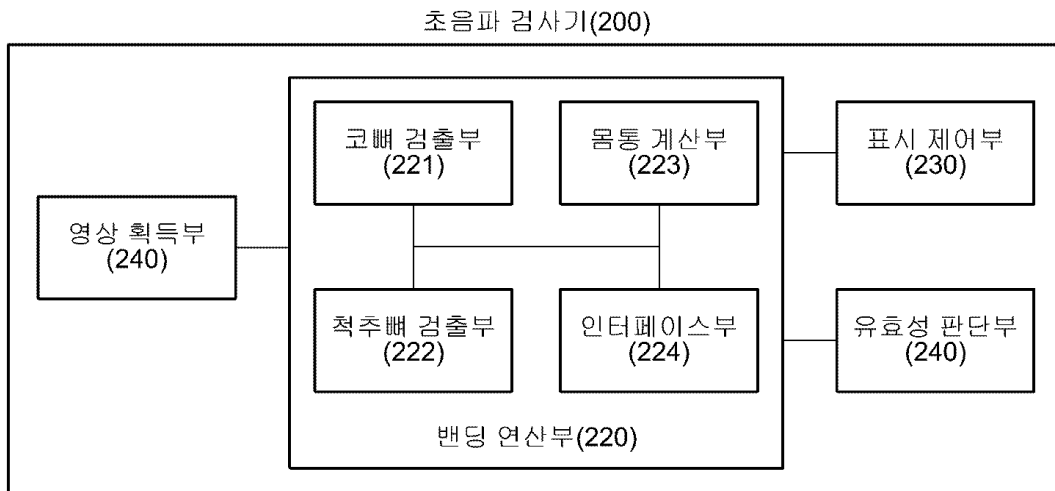 초음파 검사기(200)
코뼈 검출부
(221)
몸통 계산부
(223)
표시 제어부
(230)
영상 획득부
(240)
척추뼈 검출부
(222)
인터페이스부
(224)
유효성 판단부
(240)
밴딩 연산부(220)